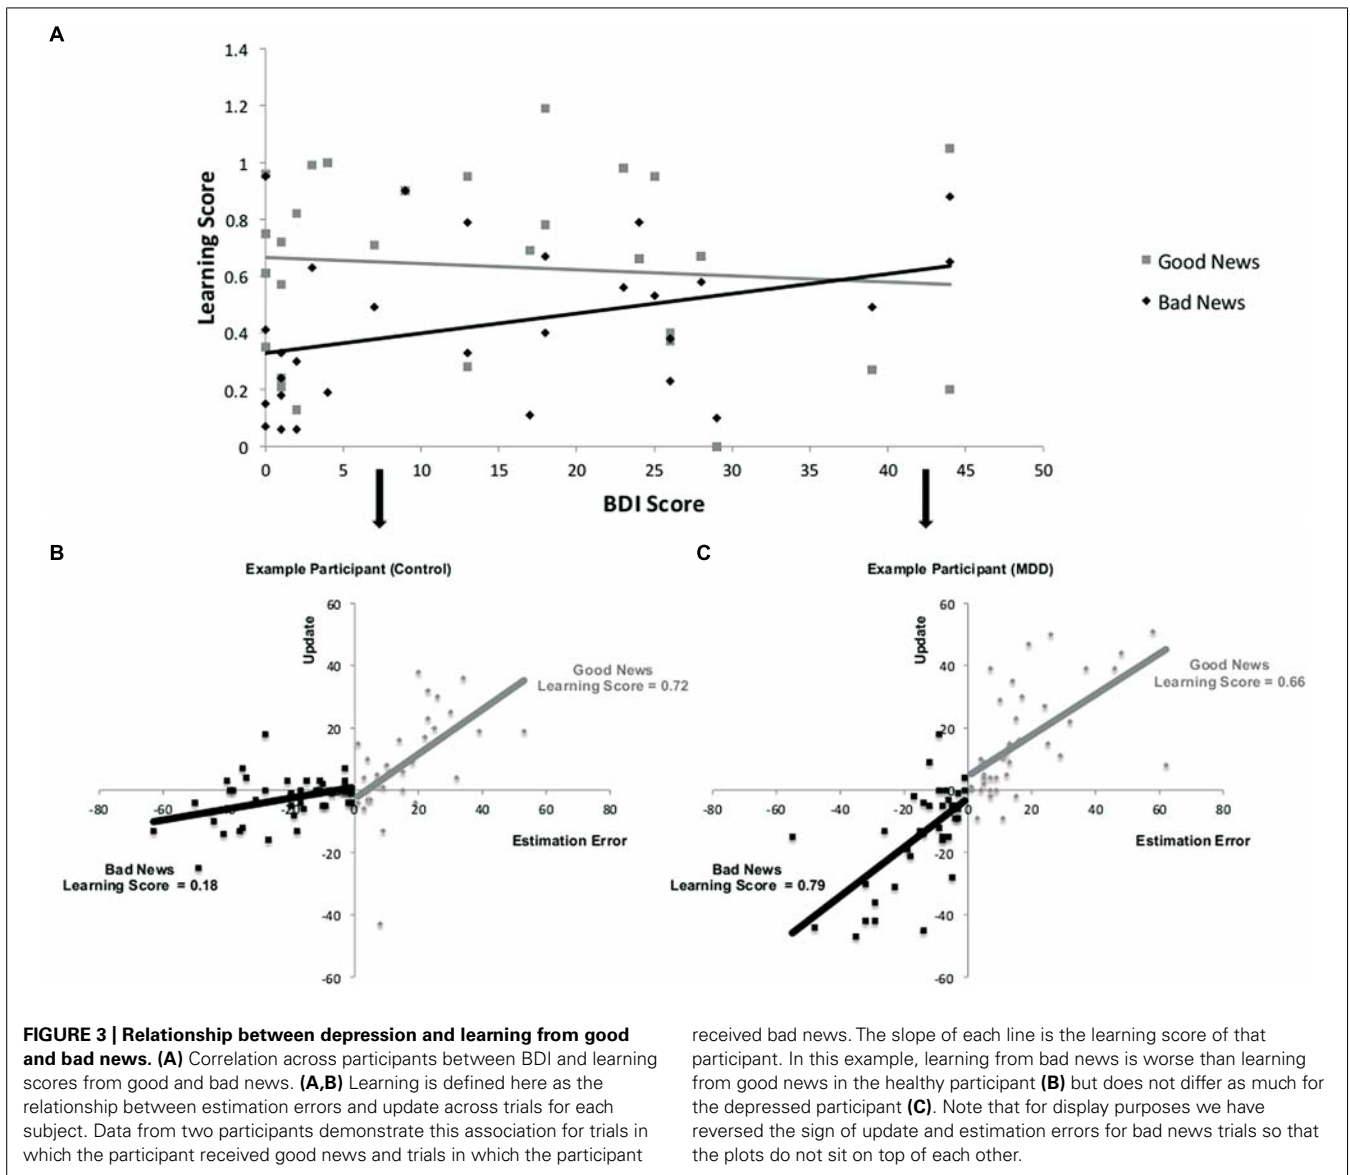 A
1.4
1.2
1
0.8
0.6
0.4
0.2
0
Learning Score
0 5 10 15 20 25 30 35 40 45 50
BDI Score
Good News
Bad News
B
Example Participant (Control)
Update
60
40
20
-20
-40
-60
-80 -60 -40 -20 0 20 40 60 80
Estimation Error
Good News
Learning Score = 0.72
Bad News
Learning Score = 0.18
C
Example Participant (MDD)
Update
60
40
20
0
-20
-40
-60
-80 -60 -40 -20 0 20 40 60 80
Estimation Error
Good News
Learning Score = 0.66
Bad News
Learning Score = 0.79
FIGURE 3 | Relationship between depression and learning from good
and bad news. (A) Correlation across participants between BDI and learning
scores from good and bad news. (A,B) Learning is defined here as the
relationship between estimation errors and update across trials for each
subject. Data from two participants demonstrate this association for trials in
which the participant received good news and trials in which the participant
received bad news. The slope of each line is the learning score of that
participant. In this example, learning from bad news is worse than learning
from good news in the healthy participant (B) but does not differ as much for
the depressed participant (C). Note that for display purposes we have
reversed the sign of update and estimation errors for bad news trials so that
the plots do not sit on top of each other.